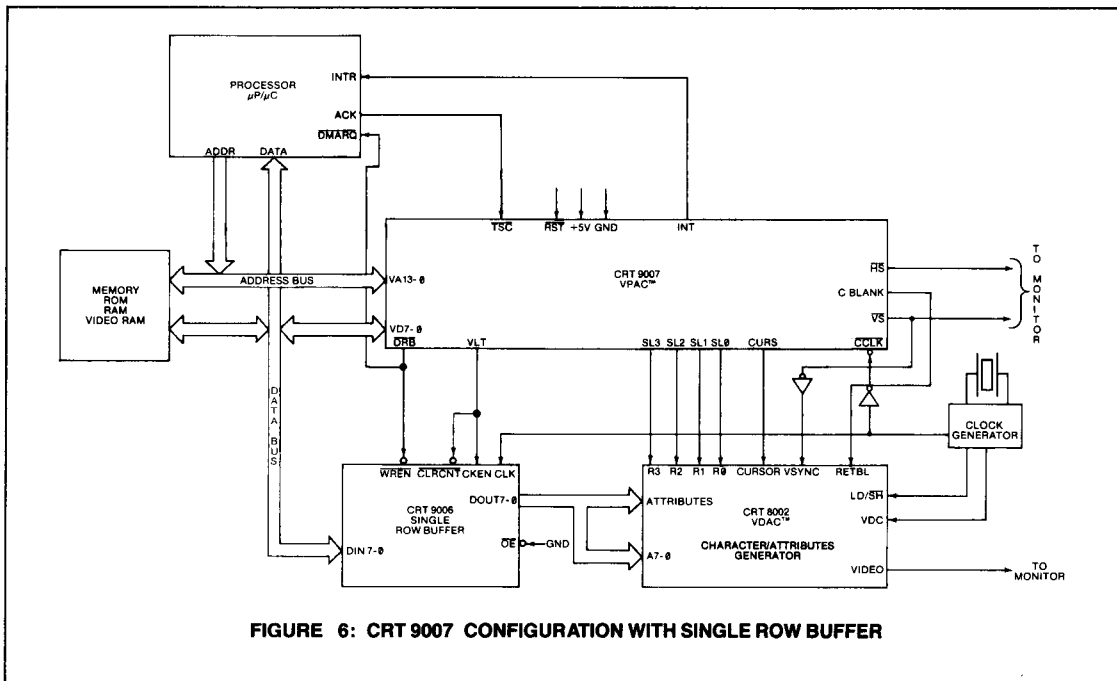 PROCESSOR
µP/µC
INTR
ACK
DMARQ
ADDR DATA
TSC RST +5V GND INT
MEMORY
ROM
RAM
VIDEO RAM
ADDRESS BUS
VA13-0
VD7-0
CRT 9007
VPAC™
HS
C BLANK
VS
TO MONITOR
DRB VLT SL3 SL2 SL1 SL0 CURS CCLK
DATA BUS
CLOCK
GENERATOR
WREN CLRCNT CKEN CLK
DOUT7-0
CRT 9006
SINGLE
ROW BUFFER
OE
GND
DIN 7-0
R3 R2 R1 R0 CURSOR VSYNC RETBL
ATTRIBUTES
LD/SH
CRT 8002
VDAC™
VDC
CHARACTER/ATTRIBUTES
GENERATOR
A7-0
VIDEO
TO
MONITOR
FIGURE 6: CRT 9007 CONFIGURATION WITH SINGLE ROW BUFFER